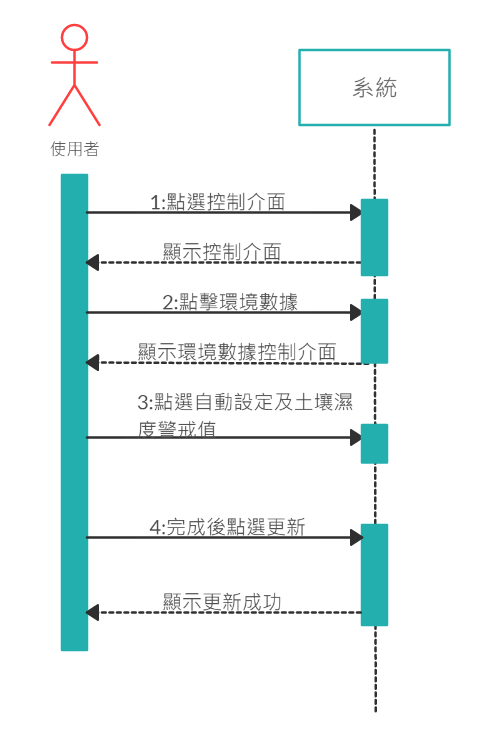 系統
使用者
1:點選控制介面
顯示控制介面
2:點擊環境數據
顯示環境數據控制介面
3:點選自動設定及土壤濕
度警戒值
4:完成後點選更新
顯示更新成功